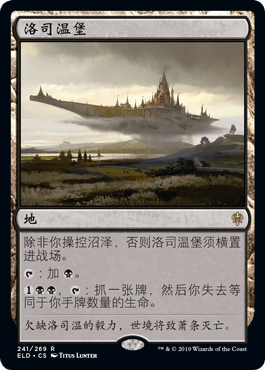 洛司温堡
地
除非你操控沼泽，否则洛司温堡须横置
进战场。
：加。
1，：抓一张牌，然后你失去等
同于你手牌数量的生命。
欠缺洛司温的毅力，世境将致萧条灭亡。
241/269 R
ELD • CS TITUS LUNTER
™ & © 2019 Wizards of the Coast